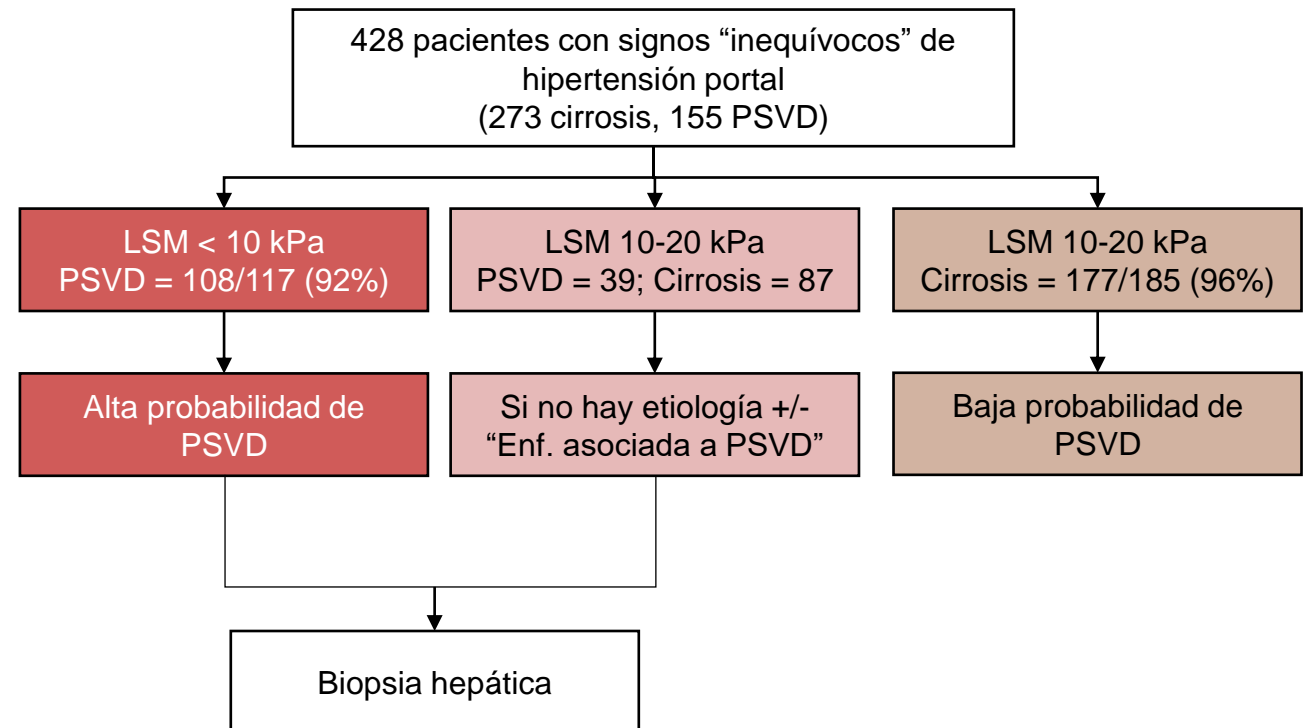 428 pacientes con signos “inequívocos” de
hipertensión portal
(273 cirrosis, 155 PSVD)
LSM < 10 kPa
PSVD = 108/117 (92%)
LSM 10-20 kPa
PSVD = 39; Cirrosis = 87
LSM 10-20 kPa
Cirrosis = 177/185 (96%)
Alta probabilidad de
PSVD
Si no hay etiología +/-
“Enf. asociada a PSVD”
Baja probabilidad de
PSVD
Biopsia hepática